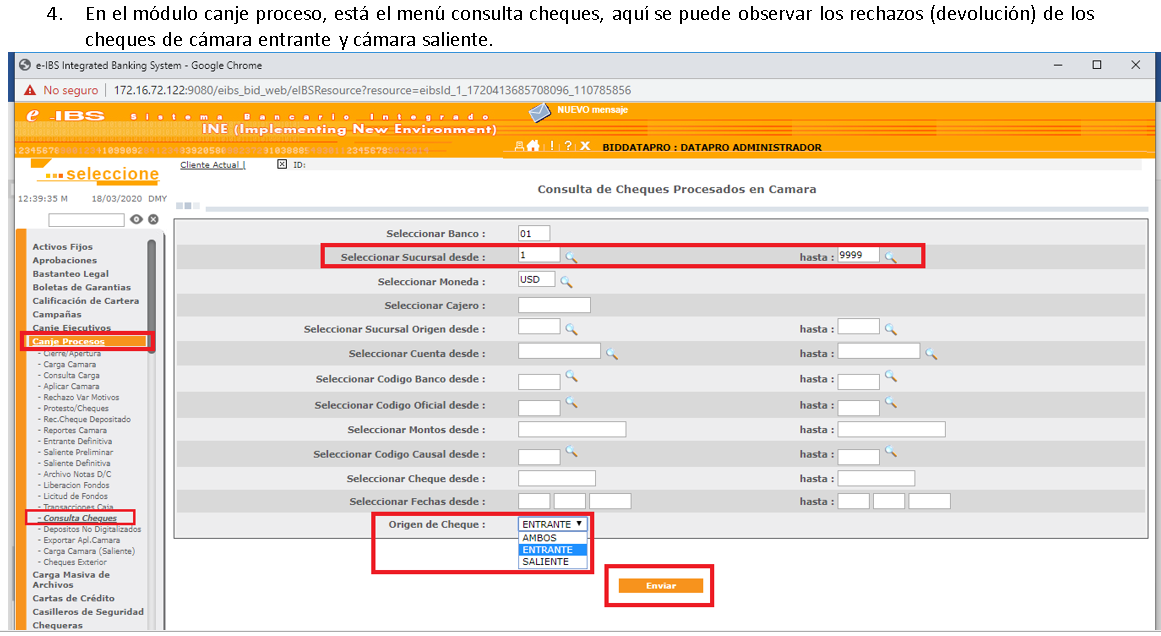 4. En el módulo canje proceso, está el menú consulta cheques, aquí se puede observar los rechazos (devolución) de los
cheques de cámara entrante y cámara saliente.
e-IBS Integrated Banking System - Google Chrome
No seguro | 172.16.72.122:9080/eibs_bid_web/eIBSResource?resource=eibsId_1_1720413685708096_110785856
e-IBS Sistema Bancario Integrado
INE (Implementing New Environment)
NUEVO mensaje
! ? X BIDDATAPRO : DATAPRO ADMINISTRADOR
seleccione
Cliente Actual | ID:
12:39:35 M 18/03/2020 DMY
Consulta de Cheques Procesados en Camara
Seleccionar Banco : 01
Seleccionar Sucursal desde : 1 hasta : 9999
Seleccionar Moneda : USD
Seleccionar Cajero :
Seleccionar Sucursal Origen desde : hasta :
Seleccionar Cuenta desde : hasta :
Seleccionar Codigo Banco desde : hasta :
Seleccionar Codigo Oficial desde : hasta :
Seleccionar Montos desde : hasta :
Seleccionar Codigo Causal desde : hasta :
Seleccionar Cheque desde : hasta :
Seleccionar Fechas desde : hasta :
Origen de Cheque : ENTRANTE
AMBOS
ENTRANTE
SALIENTE
Enviar
Activos Fijos
Aprobaciones
Bastanteo Legal
Boletas de Garantias
Calificación de Cartera
Campañas
Canje Ejecutivos
Canje Procesos
- Cierre/Apertura
- Carga Camara
- Consulta Carga
- Aplicar Camara
- Rechazo Var Motivos
- Protesto/Cheques
- Rec.Cheque Depositado
- Reportes Camara
- Entrante Definitiva
- Saliente Preliminar
- Saliente Definitiva
- Archivo Notas D/C
- Liberacion Fondos
- Licitud de Fondos
- Transacciones Caja
- Consulta Cheques
- Depositos No Digitalizados
- Exportar Apl.Camara
- Carga Camara (Saliente)
- Cheques Exterior
Carga Masiva de
Archivos
Cartas de Crédito
Casilleros de Seguridad
Chequeras